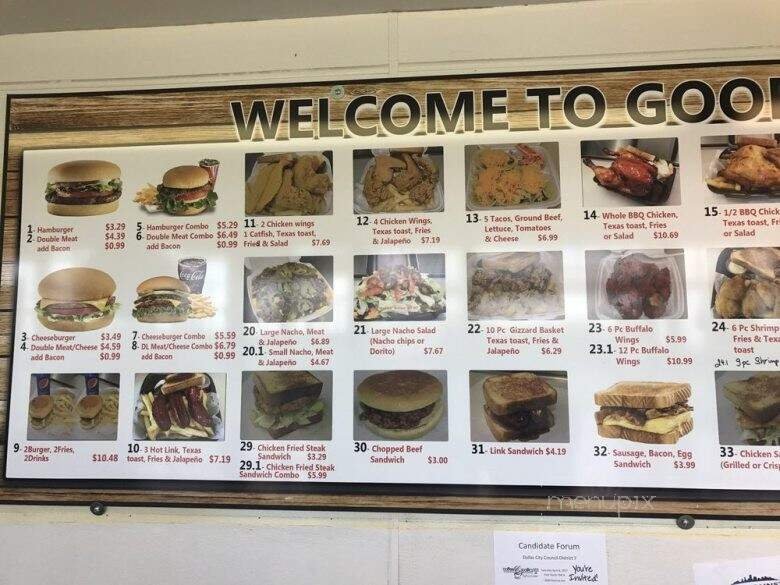 WELCOME TO GOO
1- Hamburger $3.29
2- Double Meat $4.39
add Bacon $0.99
5- Hamburger Combo $5.29
6- Double Meat Combo $6.49
add Bacon $0.99
11- 2 Chicken wings
1 Catfish, Texas toast,
Fries & Salad $7.69
12- 4 Chicken Wings,
Texas toast, Fries
& Jalapeño $7.19
13- 5 Tacos, Ground Beef,
Lettuce, Tomatoes
& Cheese $6.99
14- Whole BBQ Chicken,
Texas toast, Fries
or Salad $10.69
15- 1/2 BBQ Chick
Texas toast, Fri
or Salad
3- Cheeseburger $3.49
4- Double Meat/Cheese $4.59
add Bacon $0.99
7- Cheeseburger Combo $5.59
8- DL Meat/Cheese Combo $6.79
add Bacon $0.99
20- Large Nacho, Meat
& Jalapeño $6.89
20.1- Small Nacho, Meat
& Jalapeño $4.67
21- Large Nacho Salad
(Nacho chips or
Dorito) $7.67
22- 10 Pc Gizzard Basket
Texas toast, Fries &
Jalapeño $6.29
23- 6 Pc Buffalo
Wings $5.99
23.1- 12 Pc Buffalo
Wings $10.99
24- 6 Pc Shrimp
Fries & Texa
toast
24.1 9pc Shrimp
9- 2Burger, 2Fries,
2Drinks $10.48
10- 3 Hot Link, Texas
toast, Fries & Jalapeño $7.19
29- Chicken Fried Steak
Sandwich $3.29
29.1- Chicken Fried Steak
Sandwich Combo $5.99
30- Chopped Beef
Sandwich $3.00
31- Link Sandwich $4.19
32- Sausage, Bacon, Egg
Sandwich $3.99
33- Chicken Sa
(Grilled or Cris
menupix
Candidate Forum
Dallas City Council District 7
You're
Invited